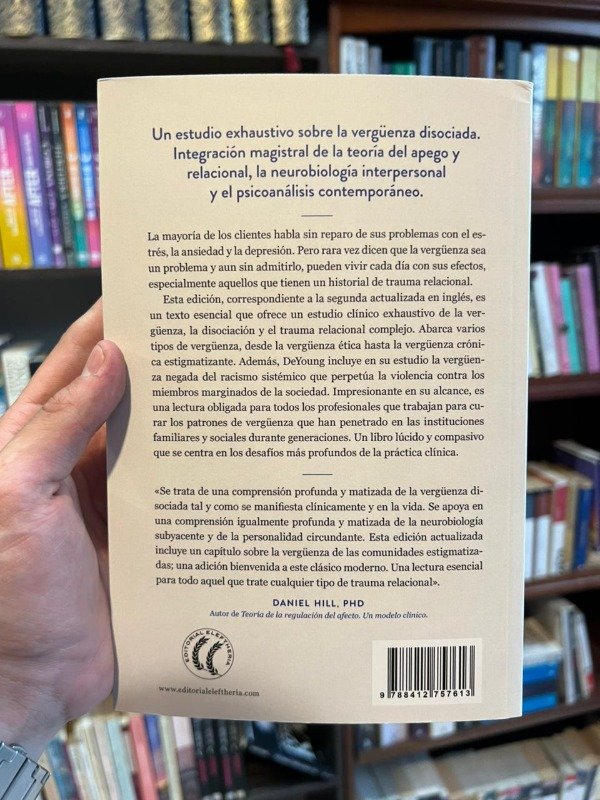 Un estudio exhaustivo sobre la vergüenza disociada.
Integración magistral de la teoría del apego y
relacional, la neurobiología interpersonal
y el psicoanálisis contemporáneo.
La mayoría de los clientes habla sin reparo de sus problemas con el es-
trés, la ansiedad y la depresión. Pero rara vez dicen que la vergüenza sea
un problema y aun sin admitirlo, pueden vivir cada día con sus efectos,
especialmente aquellos que tienen un historial de trauma relacional.
Esta edición, correspondiente a la segunda actualizada en inglés, es
un texto esencial que ofrece un estudio clínico exhaustivo de la ver-
güenza, la disociación y el trauma relacional complejo. Abarca varios
tipos de vergüenza, desde la vergüenza ética hasta la vergüenza cróni-
ca estigmatizante. Además, DeYoung incluye en su estudio la vergüen-
za negada del racismo sistémico que perpetúa la violencia contra los
miembros marginados de la sociedad. Impresionante en su alcance, es
una lectura obligada para todos los profesionales que trabajan para cu-
rar los patrones de vergüenza que han penetrado en las instituciones
familiares y sociales durante generaciones. Un libro lúcido y compasivo
que se centra en los desafíos más profundos de la práctica clínica.
«Se trata de una comprensión profunda y matizada de la vergüenza di-
sociada tal y como se manifiesta clínicamente y en la vida. Se apoya en
una comprensión igualmente profunda y matizada de la neurobiología
subyacente y de la personalidad circundante. Esta edición actualizada
incluye un capítulo sobre la vergüenza de las comunidades estigmatiza-
das; una adición bienvenida a este clásico moderno. Una lectura esencial
para todo aquel que trate cualquier tipo de trauma relacional».
DANIEL HILL, PHD
Autor de Teoría de la regulación del afecto. Un modelo clínico.
EDITORIAL ELEFTHERIA
www.editorialeleftheria.com
9 788412 757613
AFTER